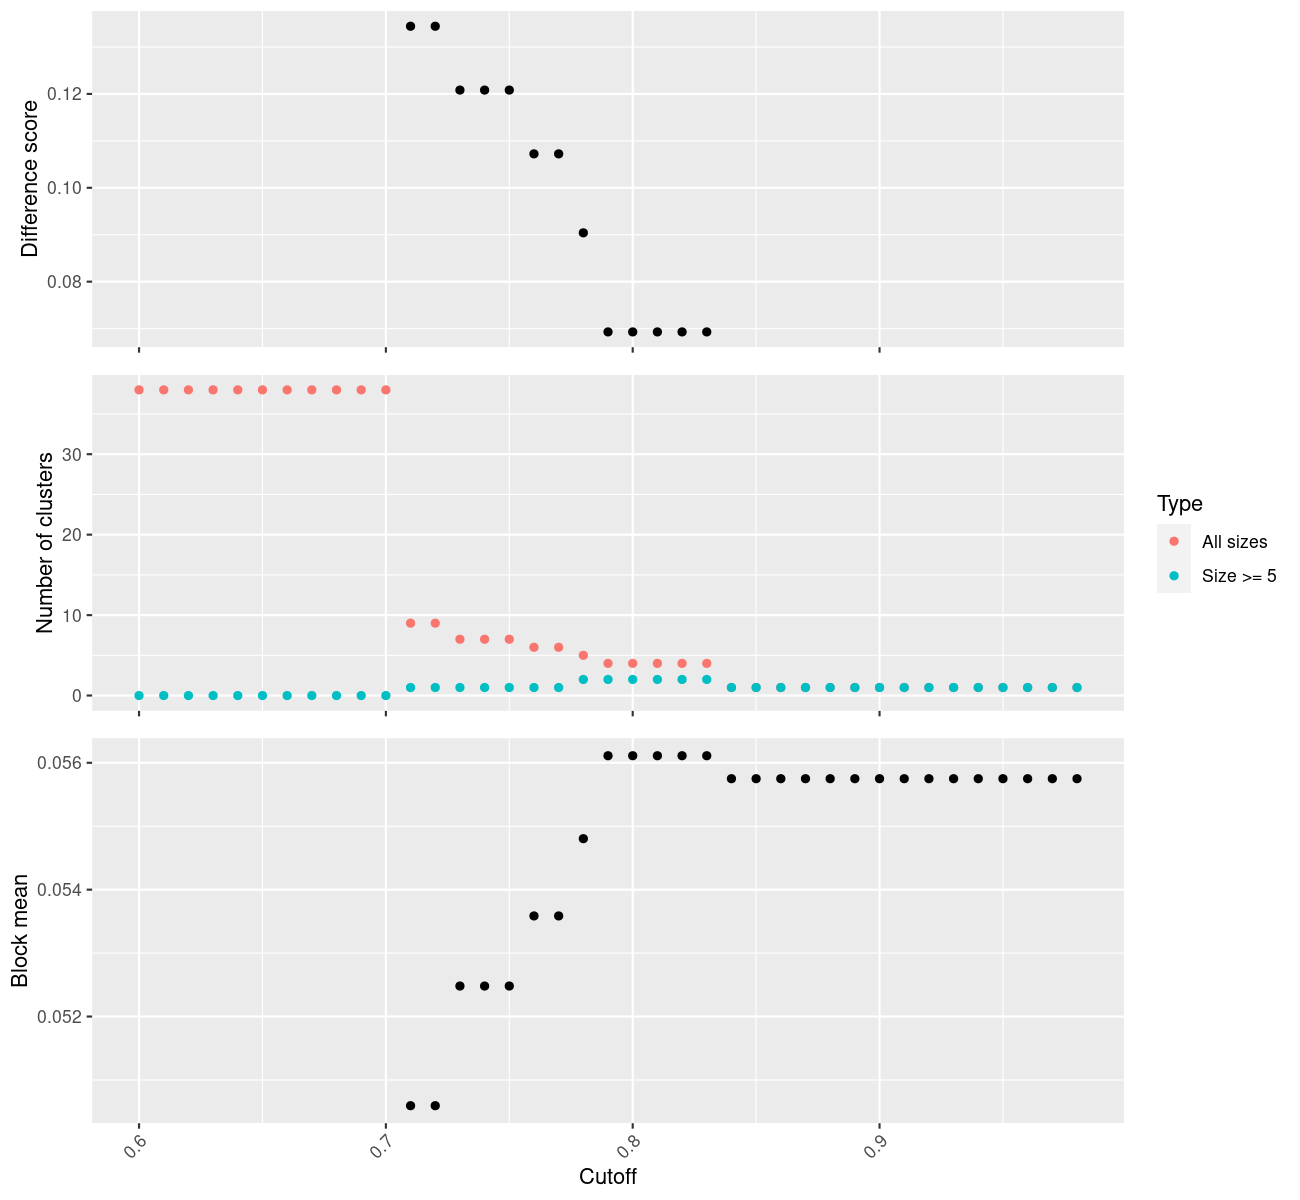 Difference score
0.12
0.10
0.08
Number of clusters
30
20
10
0
Type
All sizes
Size >= 5
Block mean
0.056
0.054
0.052
0.6
0.7
0.8
0.9
Cutoff